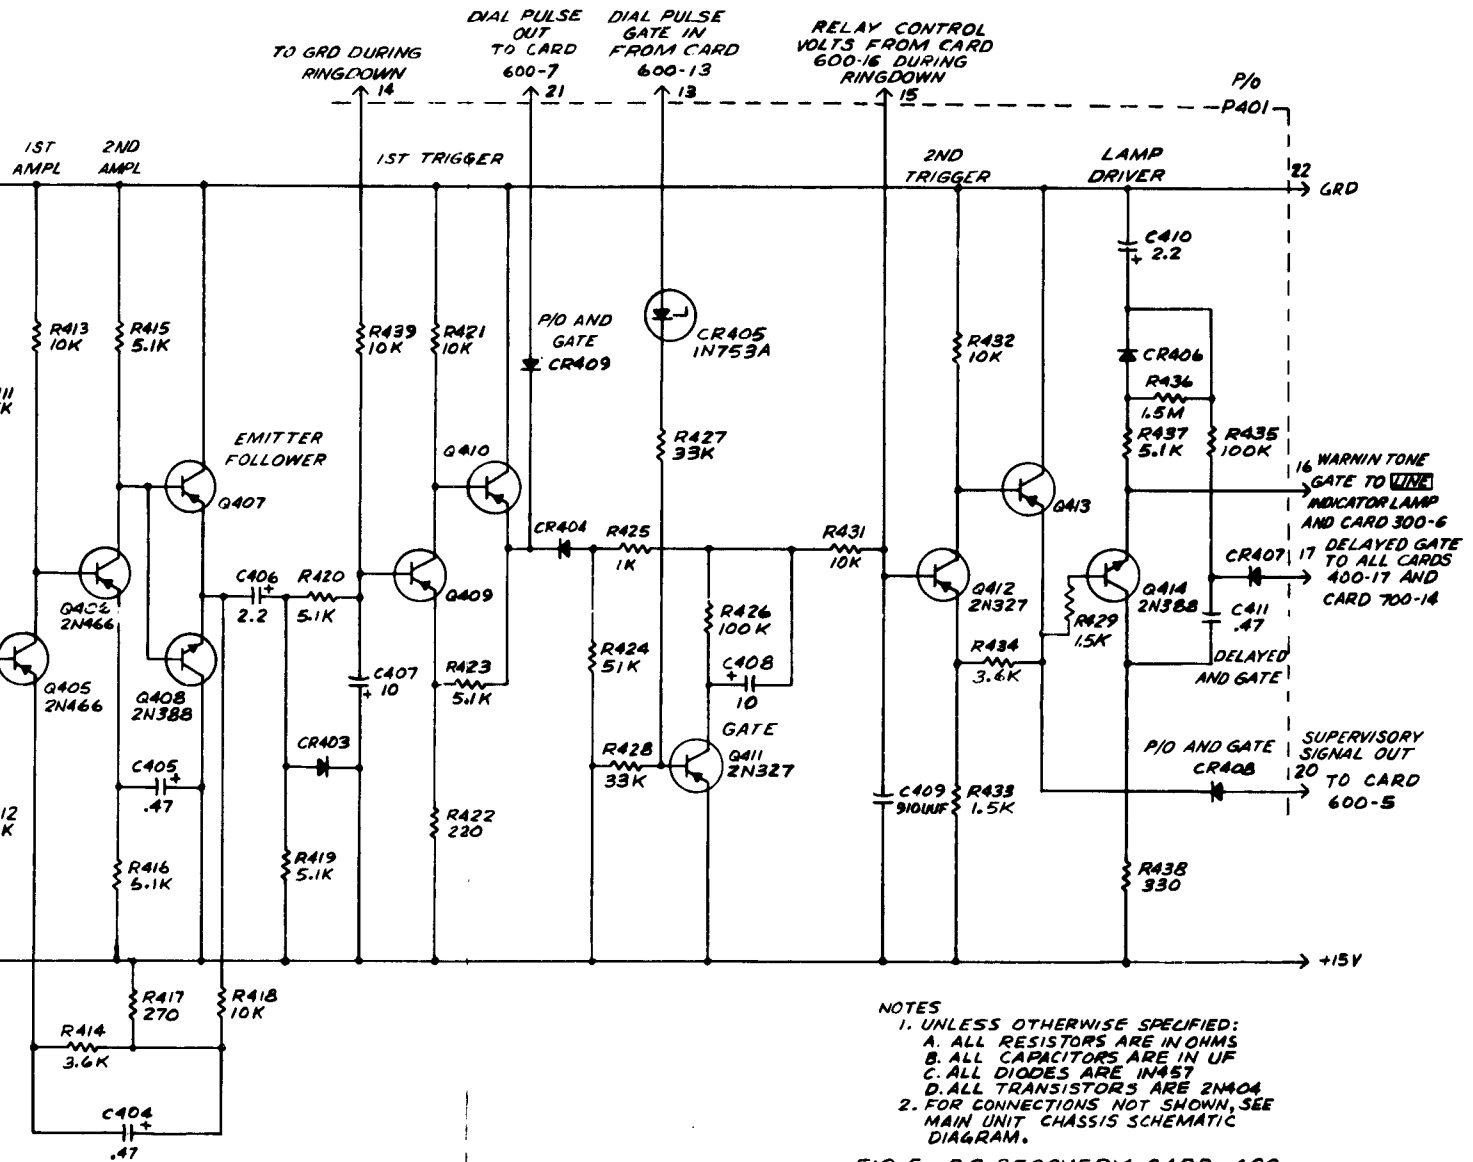 DIAL PULSE
OUT
TO CARD
600-7
21
DIAL PULSE
GATE IN
FROM CARD
600-13
13
RELAY CONTROL
VOLTS FROM CARD
600-16 DURING
RINGDOWN
15
TO GRD DURING
RINGDOWN
14
P/O
P401
1ST
AMPL
2ND
AMPL
1ST TRIGGER
2ND
TRIGGER
LAMP
DRIVER
22
GRD
C410
+ 2.2
R413
10K
R415
5.1K
R439
10K
R421
10K
P/O AND
GATE
CR409
CR405
1N753A
R432
10K
CR406
R436
1.5M
R437
5.1K
R435
100K
EMITTER
FOLLOWER
Q407
Q410
R427
33K
Q413
16 WARNIN TONE
GATE TO LINE
INDICATOR LAMP
AND CARD 300-6
17 DELAYED GATE
TO ALL CARDS
400-17 AND
CARD 700-14
CR407
CR404
R425
1K
R431
10K
2N466
C406
+
2.2
R420
5.1K
Q409
Q412
2N327
Q414
2N388
R429
1.5K
C411
.47
R426
100K
R424
51K
R434
3.6K
DELAYED
AND GATE
Q405
2N466
Q408
2N388
C407
+ 10
R423
5.1K
C408
+
10
GATE
Q411
2N327
CR403
R428
33K
C405
+
.47
P/O AND GATE
CR408
SUPERVISORY
SIGNAL OUT
20
TO CARD
600-5
12
K
R422
220
C409
910UUF
R433
1.5K
R416
5.1K
R419
5.1K
R438
330
+15V
R417
270
R418
10K
R414
3.6K
C404
+
.47
NOTES
1. UNLESS OTHERWISE SPECIFIED:
A. ALL RESISTORS ARE IN OHMS
B. ALL CAPACITORS ARE IN UF
C. ALL DIODES ARE 1N457
D. ALL TRANSISTORS ARE 2N404
2. FOR CONNECTIONS NOT SHOWN, SEE
MAIN UNIT CHASSIS SCHEMATIC
DIAGRAM.